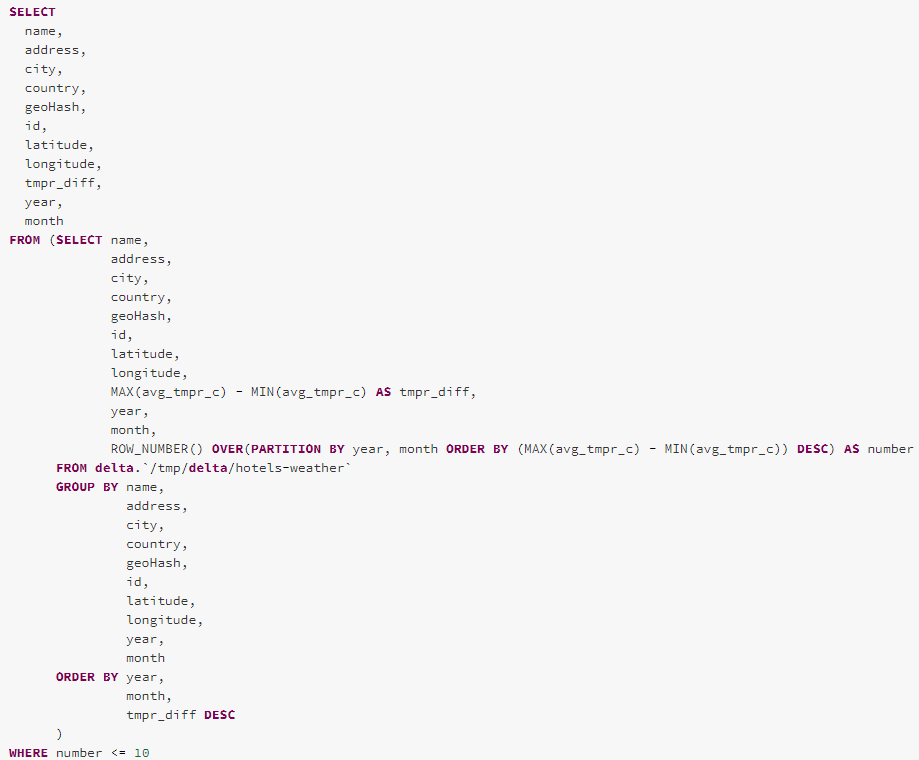 SELECT
name,
address,
city,
country,
geoHash,
id,
latitude,
longitude,
tmpr_diff,
year,
month
FROM (SELECT name,
address,
city,
country,
geoHash,
id,
latitude,
longitude,
MAX(avg_tmpr_c) - MIN(avg_tmpr_c) AS tmpr_diff,
year,
month,
ROW_NUMBER() OVER(PARTITION BY year, month ORDER BY (MAX(avg_tmpr_c) - MIN(avg_tmpr_c)) DESC) AS number
FROM delta.`/tmp/delta/hotels-weather`
GROUP BY name,
address,
city,
country,
geoHash,
id,
latitude,
longitude,
year,
month
ORDER BY year,
month,
tmpr_diff DESC
)
WHERE number <= 10